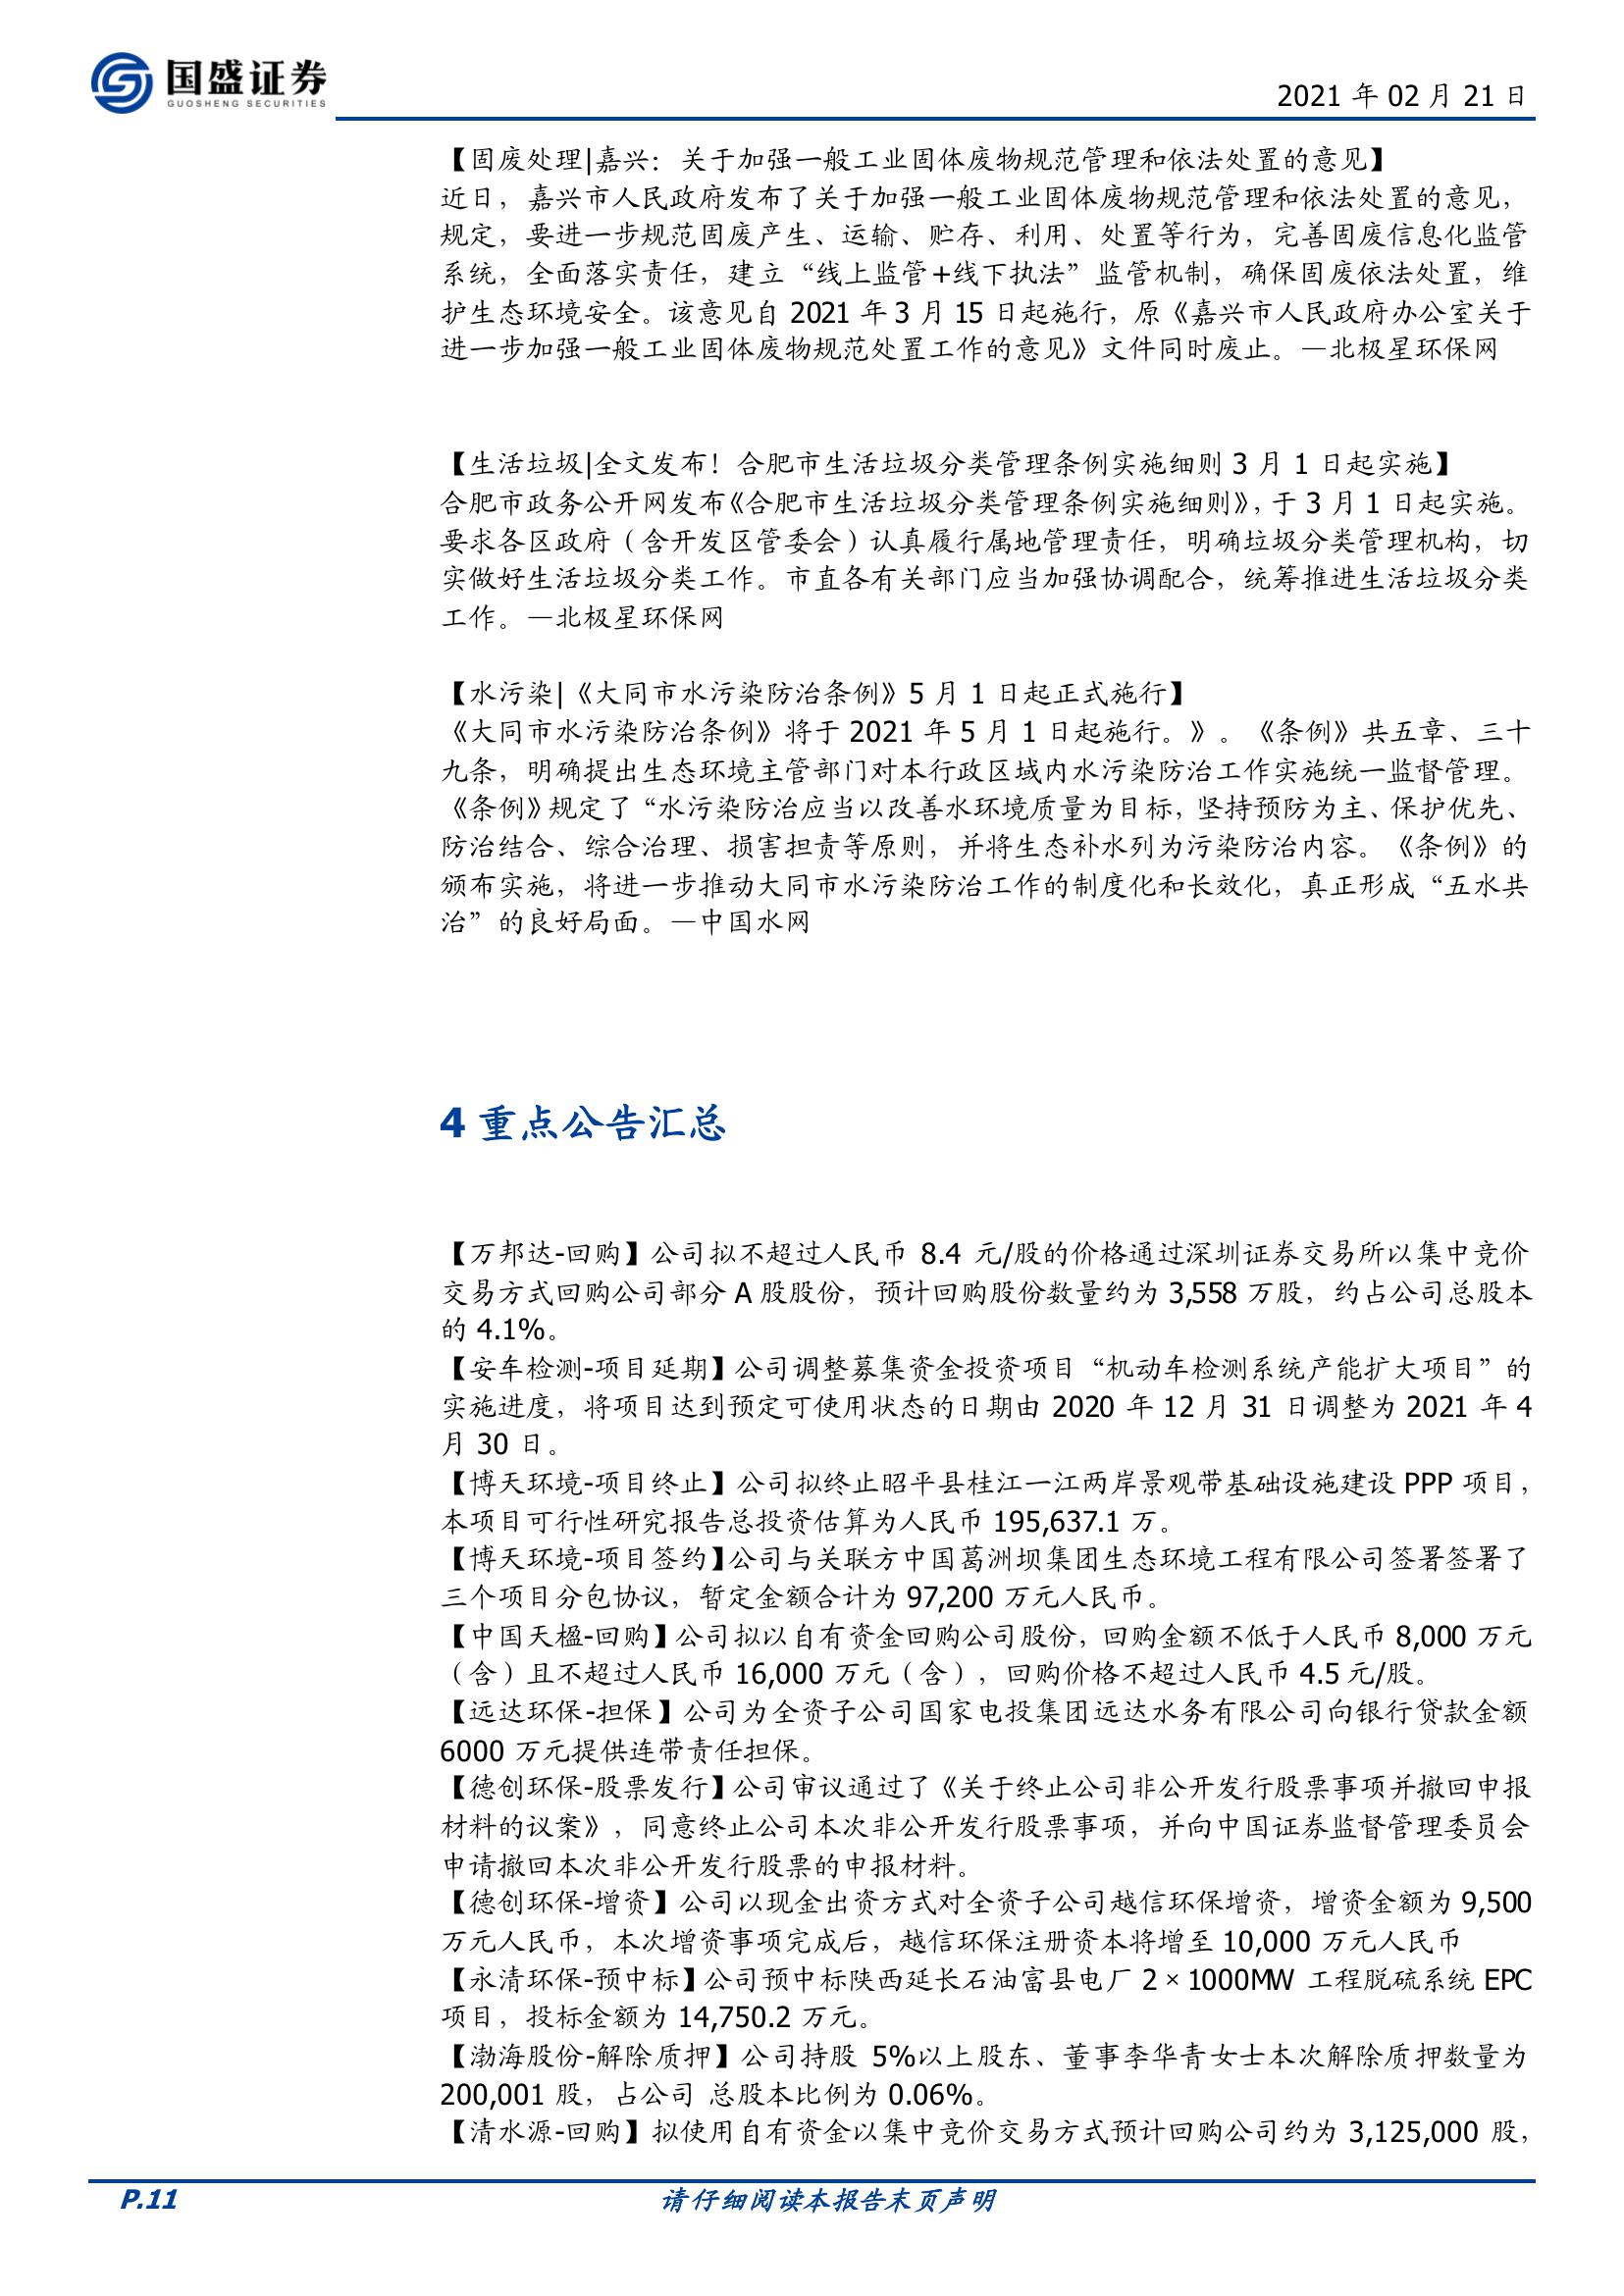 国盛证券
GUOSHENG SECURITIES
2021 年 02 月 21 日
【固废处理|嘉兴：关于加强一般工业固体废物规范管理和依法处置的意见】
近日，嘉兴市人民政府发布了关于加强一般工业固体废物规范管理和依法处置的意见，
规定，要进一步规范固废产生、运输、贮存、利用、处置等行为，完善固废信息化监管
系统，全面落实责任，建立“线上监管+线下执法”监管机制，确保固废依法处置，维
护生态环境安全。该意见自 2021 年 3 月 15 日起施行，原《嘉兴市人民政府办公室关于
进一步加强一般工业固体废物规范处置工作的意见》文件同时废止。—北极星环保网
【生活垃圾|全文发布！合肥市生活垃圾分类管理条例实施细则 3 月 1 日起实施】
合肥市政务公开网发布《合肥市生活垃圾分类管理条例实施细则》，于 3 月 1 日起实施。
要求各区政府（含开发区管委会）认真履行属地管理责任，明确垃圾分类管理机构，切
实做好生活垃圾分类工作。市直各有关部门应当加强协调配合，统筹推进生活垃圾分类
工作。—北极星环保网
【水污染|《大同市水污染防治条例》5 月 1 日起正式施行】
《大同市水污染防治条例》将于 2021 年 5 月 1 日起施行。》。《条例》共五章、三十
九条，明确提出生态环境主管部门对本行政区域内水污染防治工作实施统一监督管理。
《条例》规定了“水污染防治应当以改善水环境质量为目标，坚持预防为主、保护优先、
防治结合、综合治理、损害担责等原则，并将生态补水列为污染防治内容。《条例》的
颁布实施，将进一步推动大同市水污染防治工作的制度化和长效化，真正形成“五水共
治”的良好局面。—中国水网
4 重点公告汇总
【万邦达-回购】公司拟不超过人民币 8.4 元/股的价格通过深圳证券交易所以集中竞价
交易方式回购公司部分 A 股股份，预计回购股份数量约为 3,558 万股，约占公司总股本
的 4.1%。
【安车检测-项目延期】公司调整募集资金投资项目“机动车检测系统产能扩大项目”的
实施进度，将项目达到预定可使用状态的日期由 2020 年 12 月 31 日调整为 2021 年 4
月 30 日。
【博天环境-项目终止】公司拟终止昭平县桂江一江两岸景观带基础设施建设 PPP 项目，
本项目可行性研究报告总投资估算为人民币 195,637.1 万。
【博天环境-项目签约】公司与关联方中国葛洲坝集团生态环境工程有限公司签署签署了
三个项目分包协议，暂定金额合计为 97,200 万元人民币。
【中国天楹-回购】公司拟以自有资金回购公司股份，回购金额不低于人民币 8,000 万元
（含）且不超过人民币 16,000 万元（含），回购价格不超过人民币 4.5 元/股。
【远达环保-担保】公司为全资子公司国家电投集团远达水务有限公司向银行贷款金额
6000 万元提供连带责任担保。
【德创环保-股票发行】公司审议通过了《关于终止公司非公开发行股票事项并撤回申报
材料的议案》，同意终止公司本次非公开发行股票事项，并向中国证券监督管理委员会
申请撤回本次非公开发行股票的申报材料。
【德创环保-增资】公司以现金出资方式对全资子公司越信环保增资，增资金额为 9,500
万元人民币，本次增资事项完成后，越信环保注册资本将增至 10,000 万元人民币
【永清环保-预中标】公司预中标陕西延长石油富县电厂 2×1000MW 工程脱硫系统 EPC
项目，投标金额为 14,750.2 万元。
【渤海股份-解除质押】公司持股 5%以上股东、董事李华青女士本次解除质押数量为
200,001 股，占公司 总股本比例为 0.06%。
【清水源-回购】拟使用自有资金以集中竞价交易方式预计回购公司约为 3,125,000 股，
P.11
请仔细阅读本报告末页声明